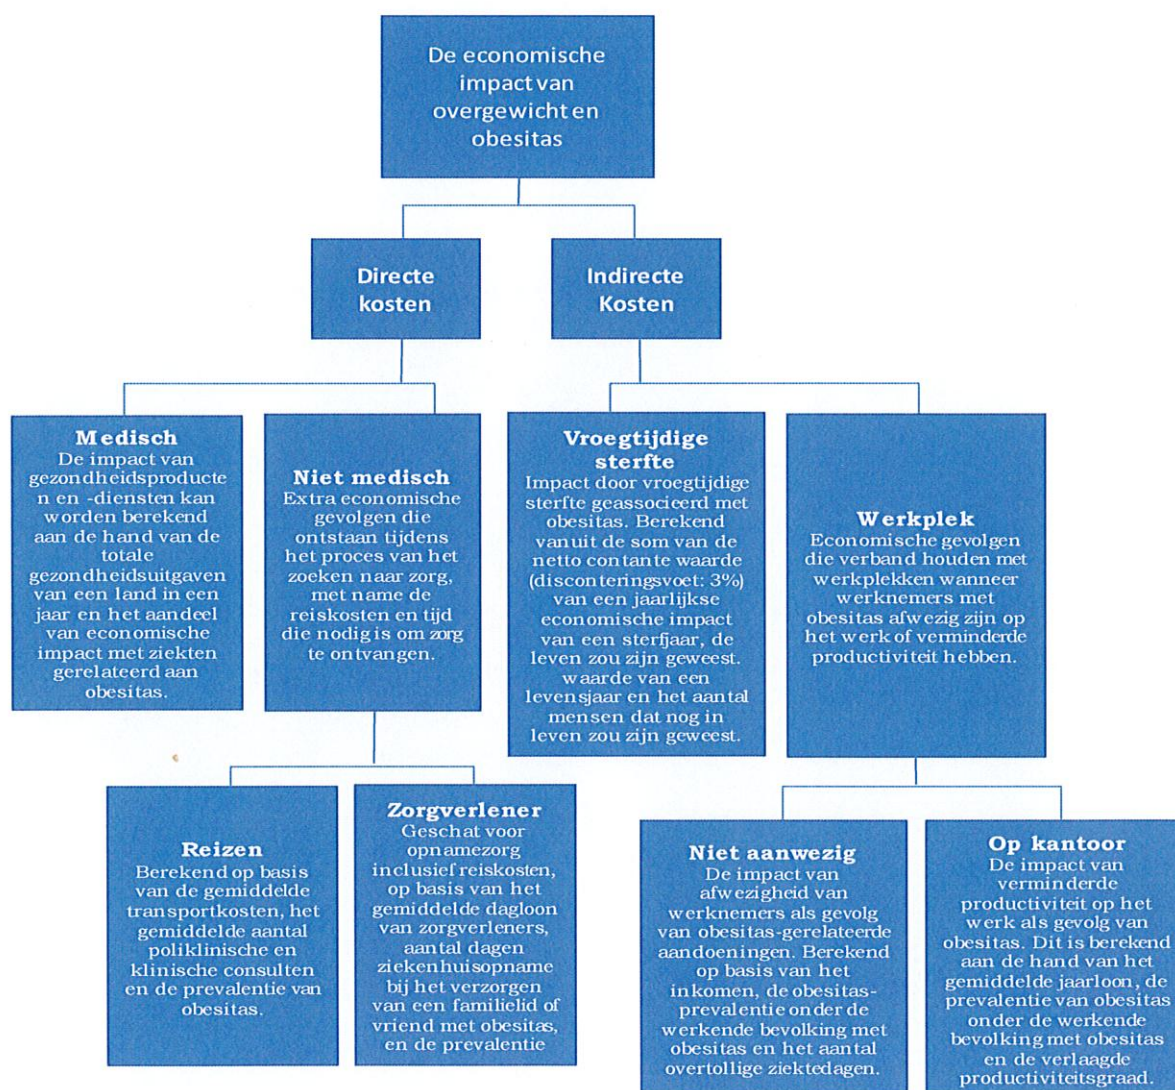 De economische
impact van
overgewicht en
obesitas
Directe
kosten
Indirecte
Kosten
Medisch
De impact van
gezondheidsproducte
n en -diensten kan
worden berekend
aan de hand van de
totale
gezondheidsuitgaven
van een land in een
jaar en het aandeel
van economische
impact met ziekten
gerelateerd aan
obesitas.
Niet medisch
Extra economische
gevolgen die
ontstaan tijdens
het proces van het
zoeken naar zorg,
met name de
reiskosten en tijd
die nodig is om zorg
te ontvangen.
Vroegtijdige
sterfte
Impact door vroegtijdige
sterfte geassocieerd met
obesitas. Berekend
vanuit de som van de
netto contante waarde
(disconteringsvoet: 3%)
van een jaarlijkse
economische impact
van een sterfjaar, de
leven zou zijn geweest.
waarde van een
levensjaar en het aantal
mensen dat nog in
leven zou zijn geweest.
Werkplek
Economische gevolgen
die verband houden met
werkplekken wanneer
werknemers met
obesitas afwezig zijn op
het werk of verminderde
productiviteit hebben.
Reizen
Berekend op basis
van de gemiddelde
transportkosten, het
gemiddelde aantal
poliklinische en
klinische consulten
en de prevalentie van
obesitas.
Zorgverlener
Geschat voor
opnamezorg
inclusief reiskosten,
op basis van het
gemiddelde dagloon
van zorgverleners,
aantal dagen
ziekenhuisopname
bij het verzorgen
van een familielid of
vriend met obesitas,
en de prevalentie
Niet aanwezig
De impact van
afwezigheid van
werknemers als gevolg
van obesitas-gerelateerde
aandoeningen. Berekend
op basis van het
inkomen, de obesitas-
prevalentie onder de
werkende bevolking met
obesitas en het aantal
overtollige ziektedagen.
Op kantoor
De impact van
verminderde
productiviteit op het
werk als gevolg van
obesitas. Dit is berekend
aan de hand van het
gemiddelde jaarloon, de
prevalentie van obesitas
onder de werkende
bevolking met obesitas
en de verlaagde
productiviteitsgraad.